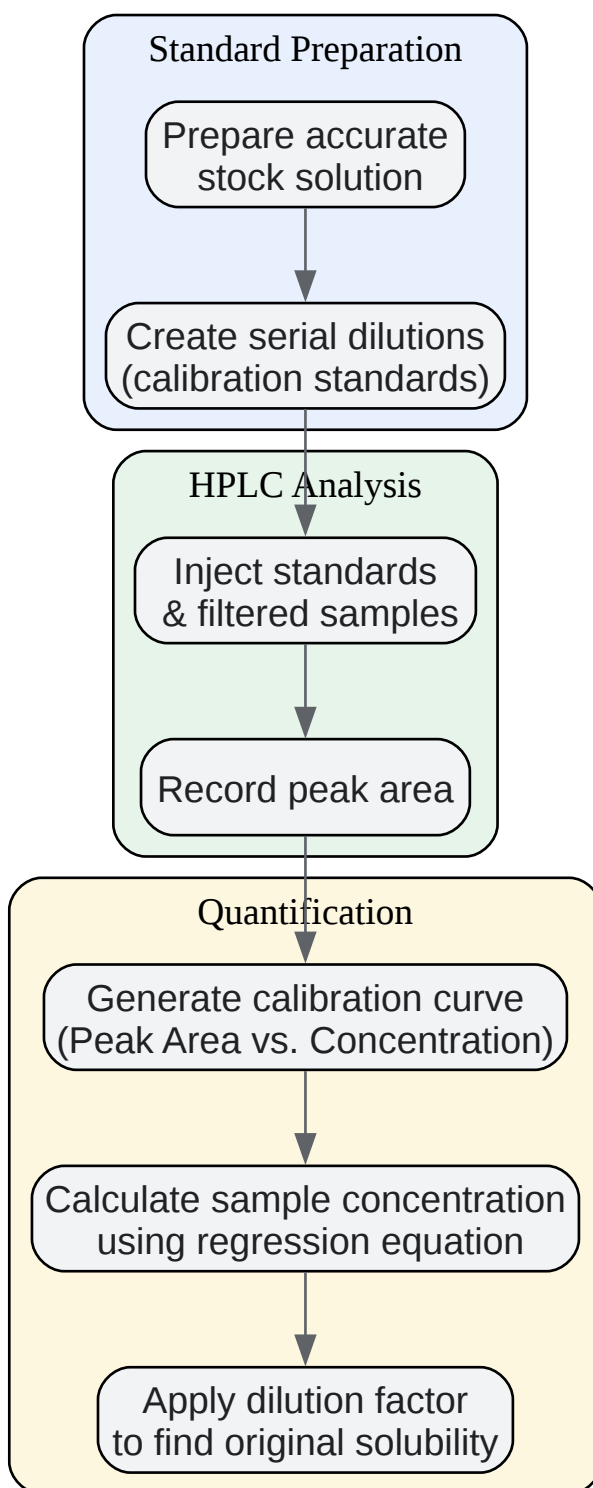 Standard Preparation
Prepare accurate
stock solution
Create serial dilutions
(calibration standards)
HPLC Analysis
Inject standards
& filtered samples
Record peak area
Quantification
Generate calibration curve
(Peak Area vs. Concentration)
Calculate sample concentration
using regression equation
Apply dilution factor
to find original solubility